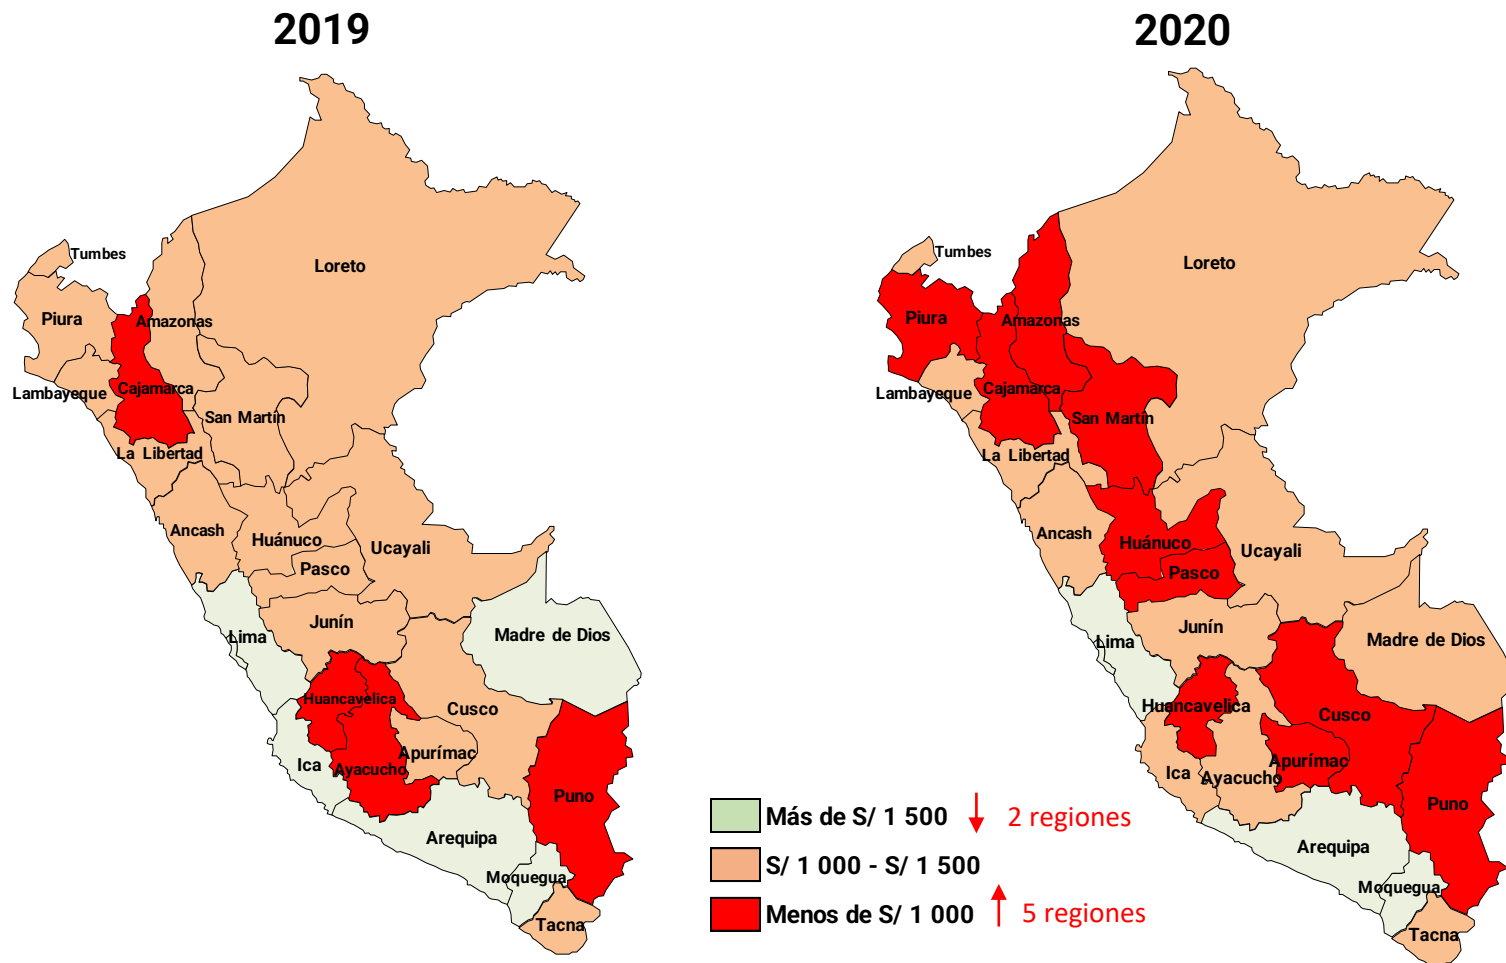 2019
Tumbes
Loreto
Piura
Amazonas
Lambayeque
Cajamarca
San Martín
La Libertad
Ancash
Huánuco
Ucayali
Pasco
Junín
Lima
Madre de Dios
Huancavelica
Cusco
Apurímac
Ica
Ayacucho
Puno
Arequipa
Moquegua
Tacna
2020
Tumbes
Loreto
Piura
Amazonas
Lambayeque
Cajamarca
San Martín
La Libertad
Ancash
Huánuco
Ucayali
Pasco
Junín
Lima
Madre de Dios
Huancavelica
Cusco
Apurímac
Ica
Ayacucho
Puno
Arequipa
Moquegua
Tacna
Más de S/ 1 500 ↓ 2 regiones
S/ 1 000 - S/ 1 500
Menos de S/ 1 000 ↑ 5 regiones